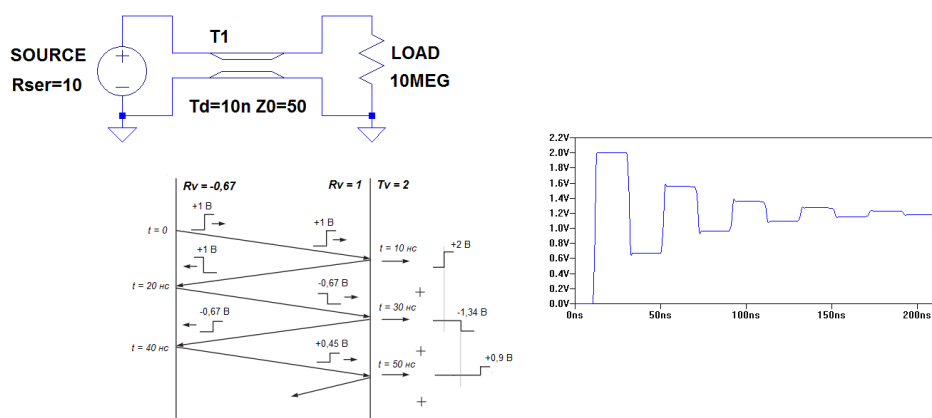 T1
SOURCE
Rser=10
LOAD
10MEG
Td=10n Z0=50
Rv = -0,67
Rv = 1
Tv = 2
+1 В
t = 0
+1 В
t = 10 нс
+2 В
+1 В
+
t = 20 нс
-0,67 В
t = 30 нс
-1,34 В
-0,67 В
+
t = 40 нс
+0,45 В
t = 50 нс
+0,9 В
+
2.0V
1.8V
1.6V
1.4V
1.2V
1.0V
0.8V
0.6V
0.4V
0.2V
0.0V
2.2V
0ns
50ns
100ns
150ns
200ns